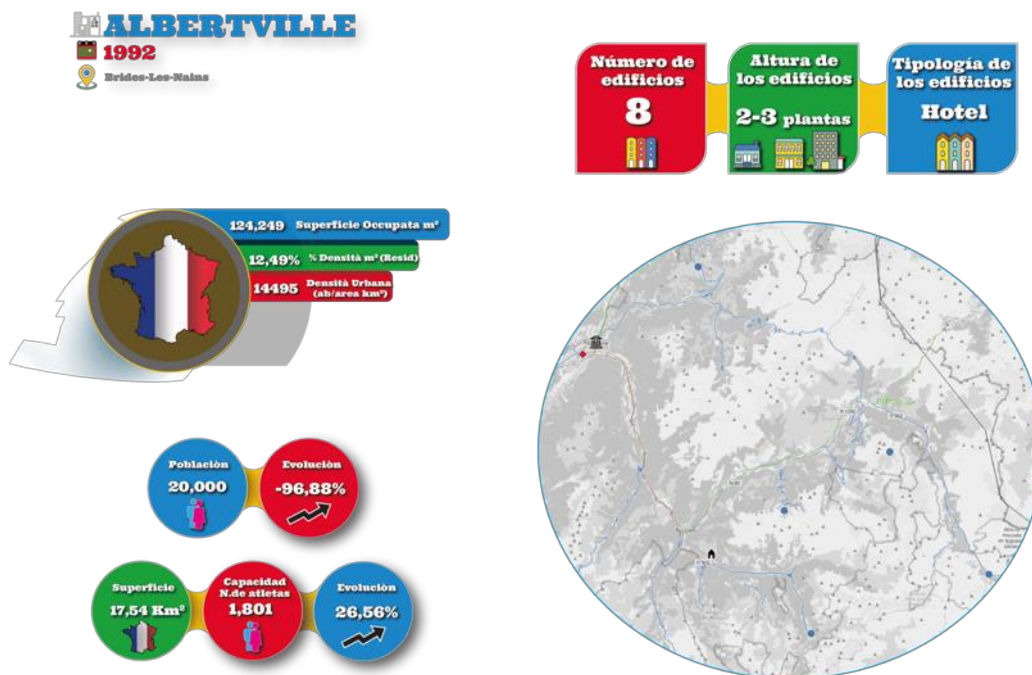 ALBERTVILLE
1992
Brides-Les-Nains
Número de
edificios
8
Altura de
los edificios
2-3 plantas
Tipología de
los edificios
Hotel
124,249 Superficie Occupata m²
12,49% % Densità m² (Resid)
14495 Densità Urbana
(ab/area km²)
Poblaciòn
20,000
Evoluciòn
-96,88%
Superficie
17,54 Km²
Capacidad
N.de atletas
1,801
Evoluciòn
26,56%